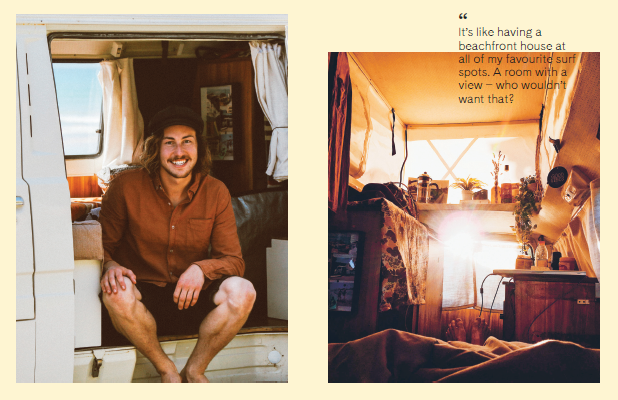 “
It's like having a
beachfront house at
all of my favourite surf
spots. A room with a
view – who wouldn't
want that?